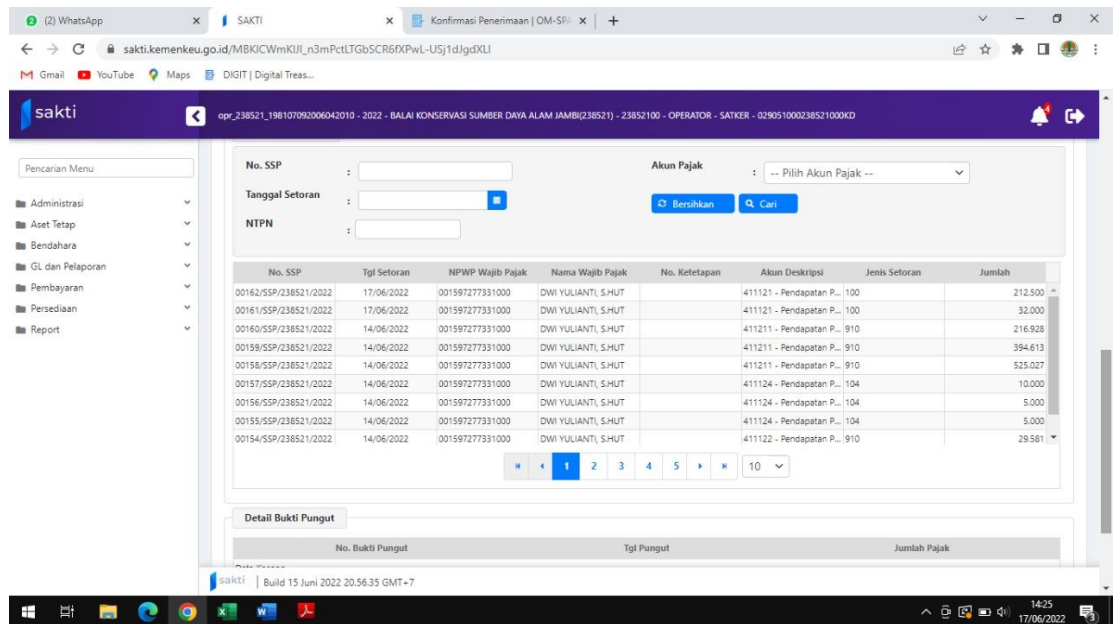 (2) WhatsApp
SAKTI
Konfirmasi Penerimaan | OM-SPA
sakti.kemenkeu.go.id/MBKICWmKUJI_n3mPctLTGbSCR6fXPwL-USj1dJgdXLI
Gmail YouTube Maps DIGIT | Digital Treas...
sakti
opr_238521_198107092006042010 - 2022 - BALAI KONSERVASI SUMBER DAYA ALAM JAMBI(238521) - 23852100 - OPERATOR - SATKER - 029051000238521000KD
4
Pencarian Menu
Administrasi
Aset Tetap
Bendahara
GL dan Pelaporan
Pembayaran
Persediaan
Report
No. SSP :
Akun Pajak : -- Pilih Akun Pajak --
Tanggal Setoran :
Bersihkan Cari
NTPN :
No. SSP Tgl Setoran NPWP Wajib Pajak Nama Wajib Pajak No. Ketetapan Akun Deskripsi Jenis Setoran Jumlah
00162/SSP/238521/2022 17/06/2022 001597277331000 DWI YULIANTI, S.HUT 411121 - Pendapatan P... 100 212.500
00161/SSP/238521/2022 17/06/2022 001597277331000 DWI YULIANTI, S.HUT 411121 - Pendapatan P... 100 32.000
00160/SSP/238521/2022 14/06/2022 001597277331000 DWI YULIANTI, S.HUT 411211 - Pendapatan P... 910 216.928
00159/SSP/238521/2022 14/06/2022 001597277331000 DWI YULIANTI, S.HUT 411211 - Pendapatan P... 910 394.613
00158/SSP/238521/2022 14/06/2022 001597277331000 DWI YULIANTI, S.HUT 411211 - Pendapatan P... 910 525.027
00157/SSP/238521/2022 14/06/2022 001597277331000 DWI YULIANTI, S.HUT 411124 - Pendapatan P... 104 10.000
00156/SSP/238521/2022 14/06/2022 001597277331000 DWI YULIANTI, S.HUT 411124 - Pendapatan P... 104 5.000
00155/SSP/238521/2022 14/06/2022 001597277331000 DWI YULIANTI, S.HUT 411124 - Pendapatan P... 104 5.000
00154/SSP/238521/2022 14/06/2022 001597277331000 DWI YULIANTI, S.HUT 411122 - Pendapatan P... 910 29.581
1 2 3 4 5 10
Detail Bukti Pungut
No. Bukti Pungut Tgl Pungut Jumlah Pajak
sakti | Build 15 Juni 2022 20.56.35 GMT+7
14:25
17/06/2022